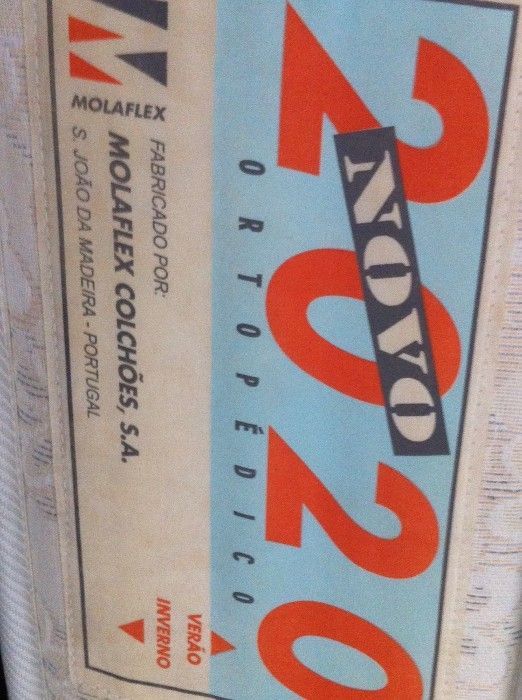 2020
NOVO
ORTOPÉDICO
MOLAFLEX
FABRICADO POR:
MOLAFLEX COLCHÕES, S.A.
S. JOÃO DA MADEIRA - PORTUGAL
VERÃO
INVERNO